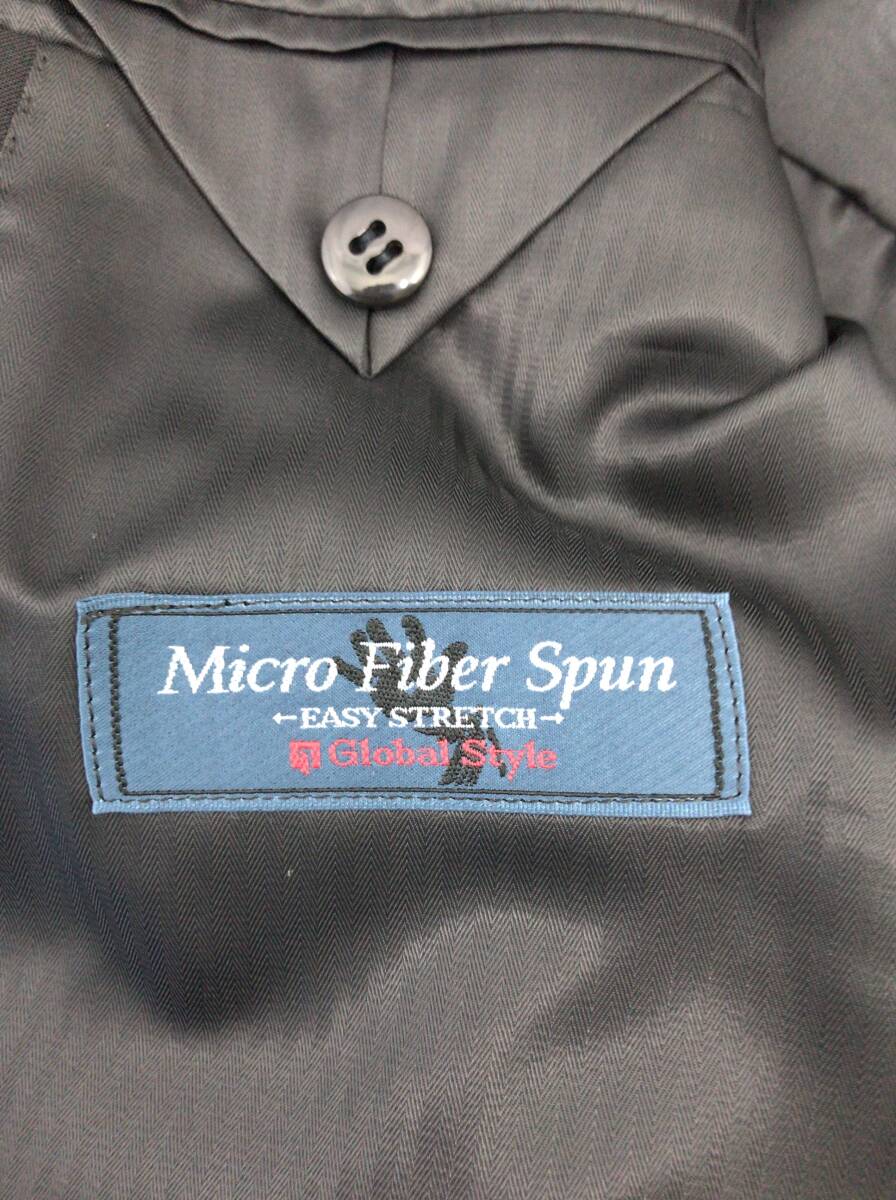 Micro Fiber Spun
←EASY STRETCH→
Global Style